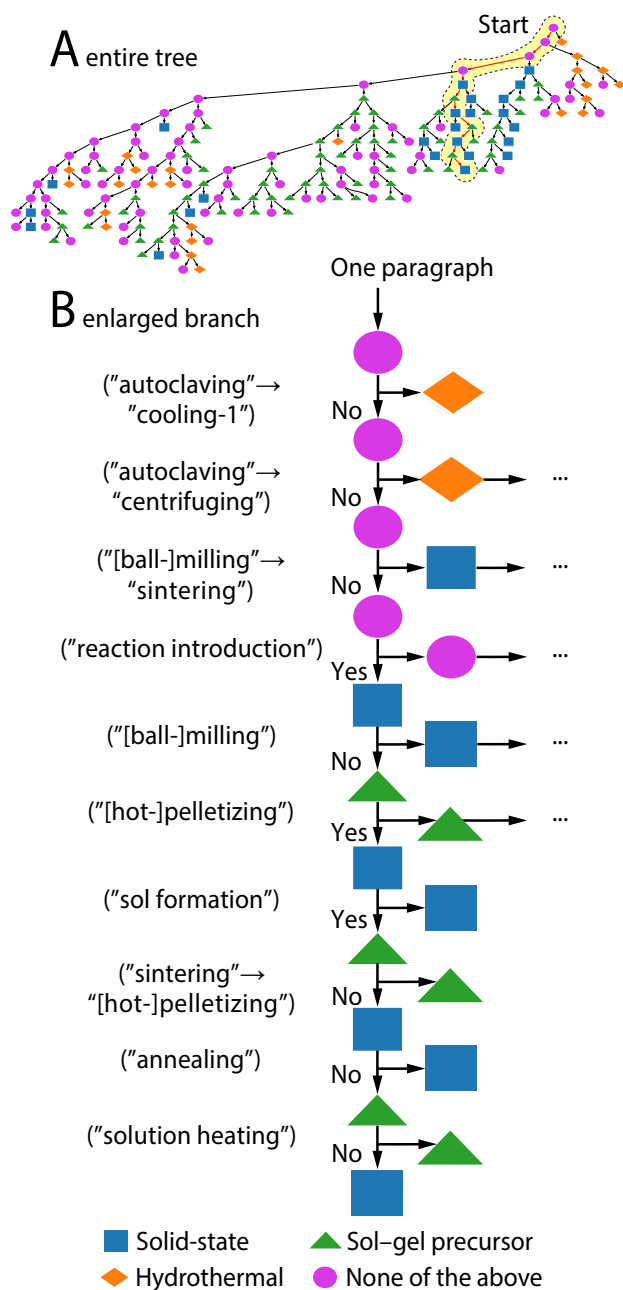 Start
A entire tree
One paragraph
B enlarged branch
("autoclaving"→
"cooling-1")
No
("autoclaving"→
“centrifuging”)
No
...
("[ball-]milling”→
“sintering”)
No
...
("reaction introduction")
Yes
...
("[ball-]milling")
No
...
("[hot-]pelletizing")
Yes
...
("sol formation")
Yes
("sintering"→
“[hot-]pelletizing")
No
("annealing")
No
("solution heating")
No
Solid-state
Sol–gel precursor
Hydrothermal
None of the above